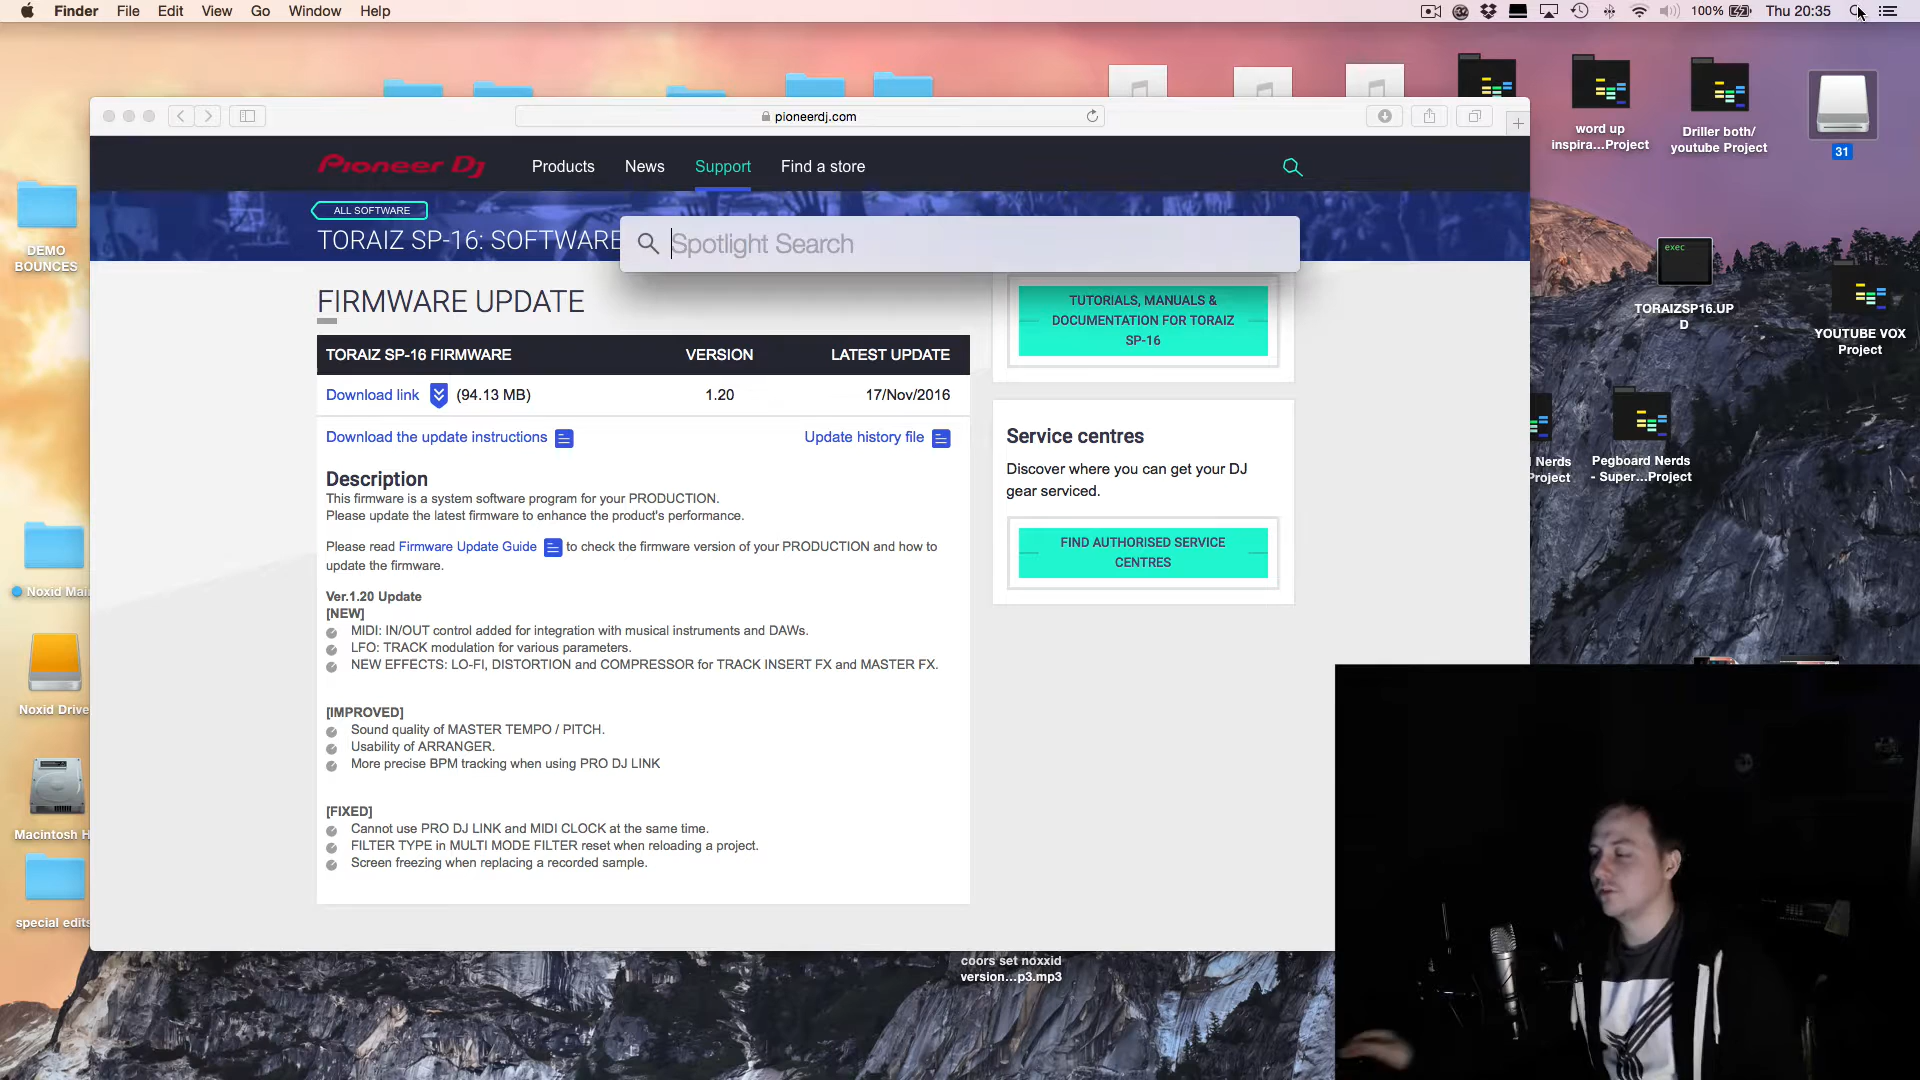 Finder File Edit View Go Window Help
100% Thu 20:35
pioneerdj.com
word up
inspira...Project
Driller both/
youtube Project
31
Pioneer Dj
Products News Support Find a store
ALL SOFTWARE
TORAIZ SP-16: SOFTWARE
Spotlight Search
DEMO
BOUNCES
exec
TORAIZSP16.UP
D
YOUTUBE VOX
Project
FIRMWARE UPDATE
TORAIZ SP-16 FIRMWARE VERSION LATEST UPDATE
Download link (94.13 MB) 1.20 17/Nov/2016
Download the update instructions Update history file
Description
This firmware is a system software program for your PRODUCTION.
Please update the latest firmware to enhance the product's performance.
Please read Firmware Update Guide to check the firmware version of your PRODUCTION and how to
update the firmware.
Ver.1.20 Update
[NEW]
MIDI: IN/OUT control added for integration with musical instruments and DAWs.
LFO: TRACK modulation for various parameters.
NEW EFFECTS: LO-FI, DISTORTION and COMPRESSOR for TRACK INSERT FX and MASTER FX.
[IMPROVED]
Sound quality of MASTER TEMPO / PITCH.
Usability of ARRANGER.
More precise BPM tracking when using PRO DJ LINK
[FIXED]
Cannot use PRO DJ LINK and MIDI CLOCK at the same time.
FILTER TYPE in MULTI MODE FILTER reset when reloading a project.
Screen freezing when replacing a recorded sample.
TUTORIALS, MANUALS &
DOCUMENTATION FOR TORAIZ
SP-16
Service centres
Discover where you can get your DJ
gear serviced.
FIND AUTHORISED SERVICE
CENTRES
Nerds
Project
Pegboard Nerds
- Super...Project
Noxid Mai
Noxid Drive
Macintosh H
special edits
coors set noxxid
version...p3.mp3